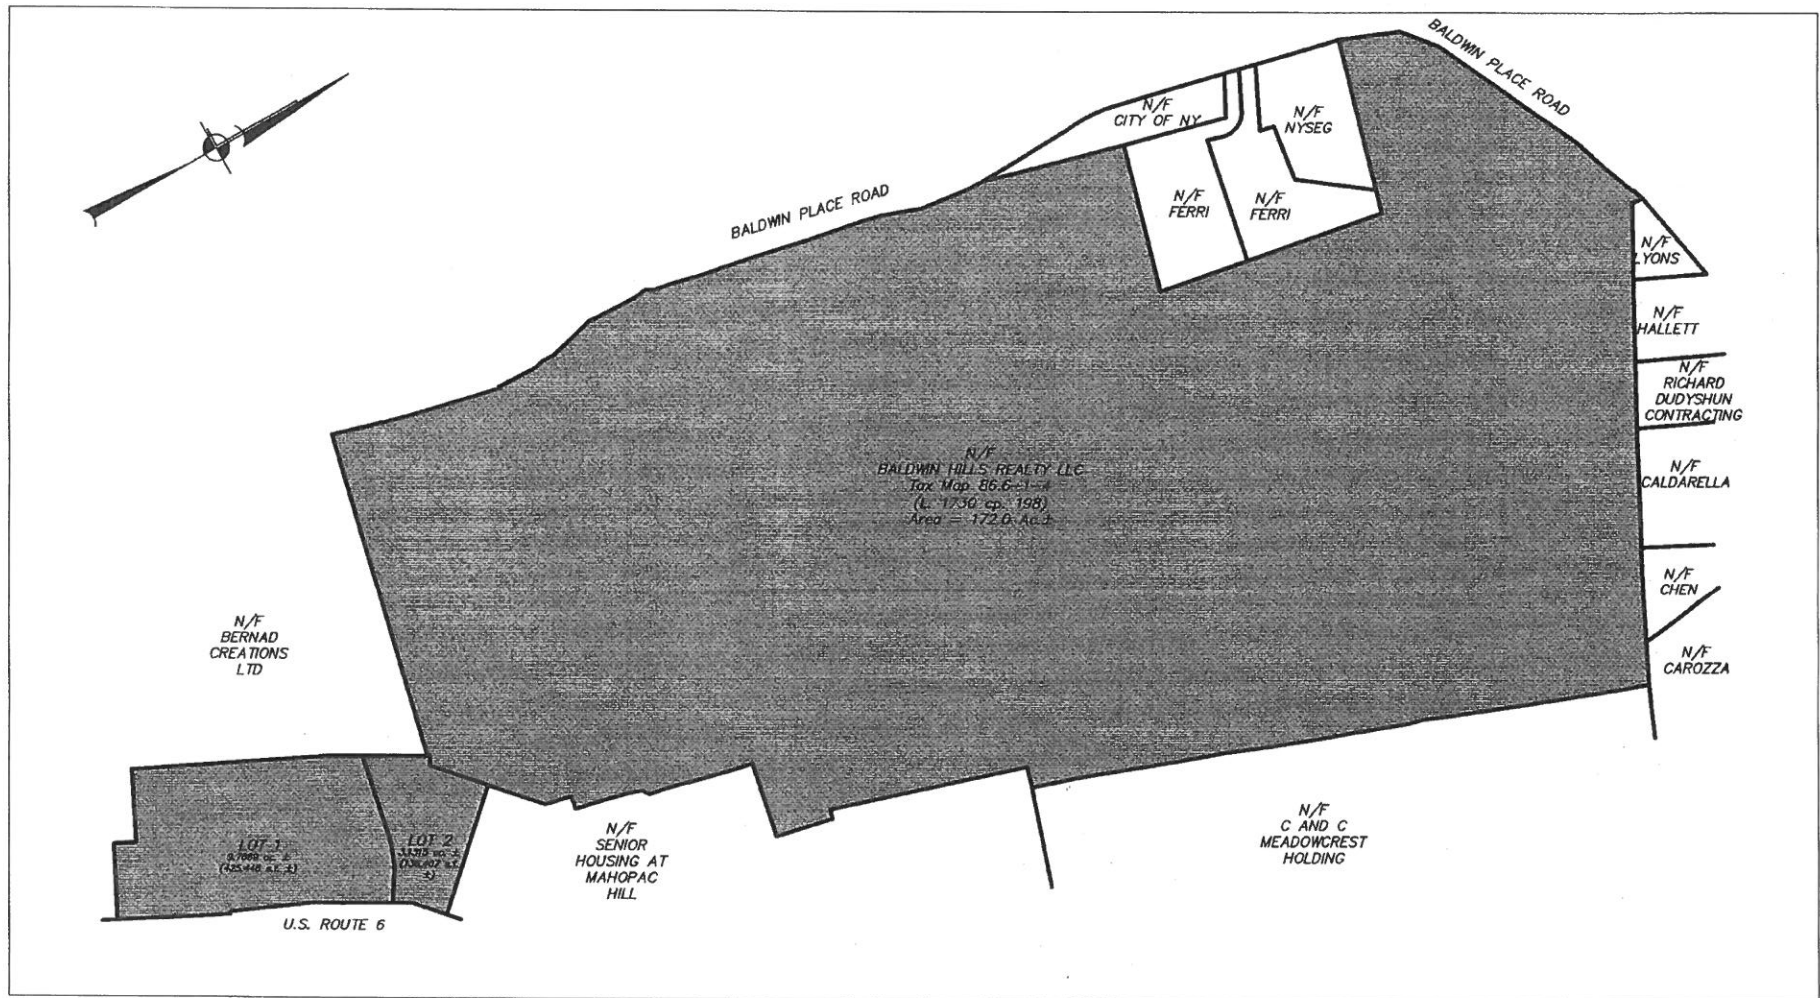 BALDWIN PLACE ROAD
N/F
CITY OF NY
N/F
NYSEG
N/F
FERRI
N/F
FERRI
BALDWIN PLACE ROAD
N/F
LYONS
N/F
HALLETT
N/F
RICHARD
DUDYSHUN
CONTRACTING
N/F
BALDWIN HILLS REALTY LLC
Tax Map 86.6-1-4
(L. 1730 cp. 198)
Area = 172.0 Ac.±
N/F
CALDARELLA
N/F
CHEN
N/F
CAROZZA
N/F
BERNAD
CREATIONS
LTD
LOT 1
ac. ±
s.f. ±)
LOT 2
ac. ±
s.f.
±)
N/F
SENIOR
HOUSING AT
MAHOPAC
HILL
N/F
C AND C
MEADOWCREST
HOLDING
U.S. ROUTE 6